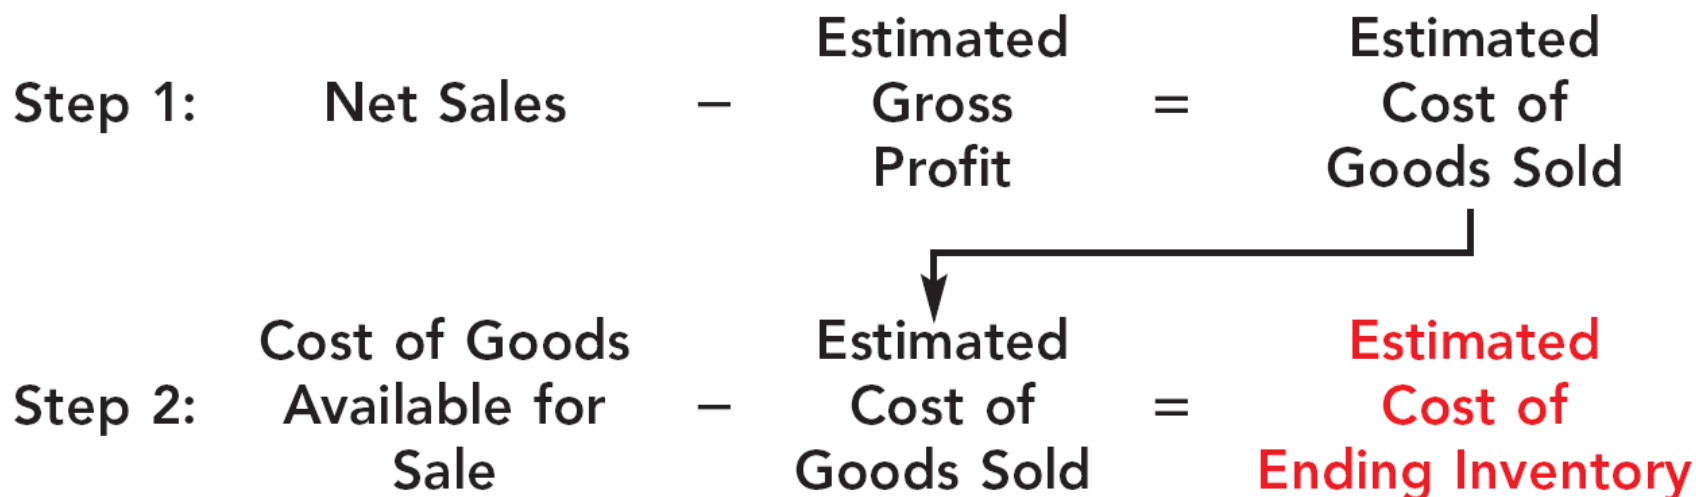 Step 1: Net Sales – Estimated Gross Profit = Estimated Cost of Goods Sold
Step 2: Cost of Goods Available for Sale – Estimated Cost of Goods Sold = Estimated Cost of Ending Inventory